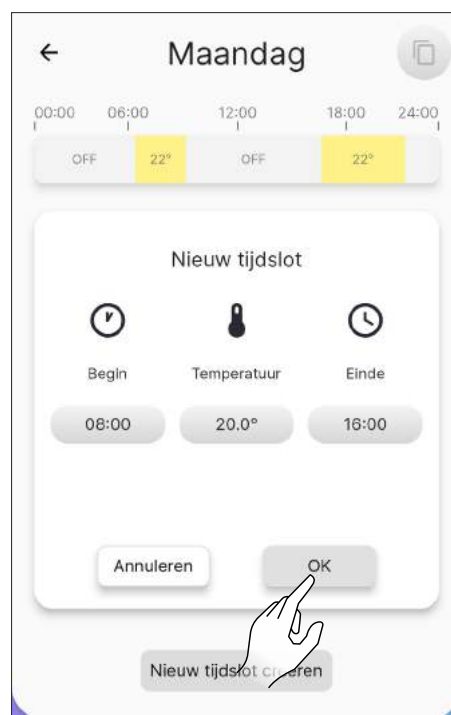 Maandag
00:00 06:00 12:00 18:00 24:00
OFF 22° OFF 22°
Nieuw tijdslot
Begin Temperatuur Einde
08:00 20.0° 16:00
Annuleren OK
Nieuw tijdslot creëren